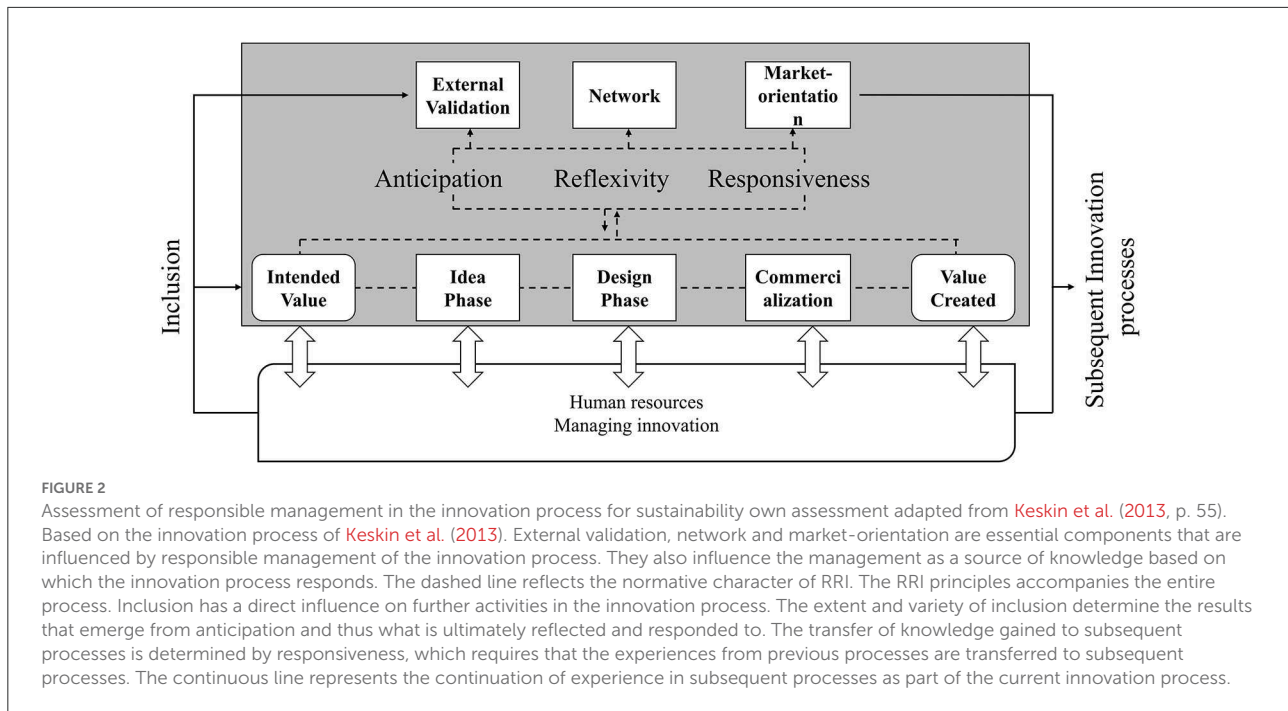 External
Validation
Network
Market-
orientatio
n
Anticipation
Reflexivity
Responsiveness
Inclusion
Intended
Value
Idea
Phase
Design
Phase
Commerci
alization
Value
Created
Subsequent Innovation
processes
Human resources
Managing innovation
FIGURE 2
Assessment of responsible management in the innovation process for sustainability own assessment adapted from Keskin et al. (2013, p. 55).
Based on the innovation process of Keskin et al. (2013). External validation, network and market-orientation are essential components that are
influenced by responsible management of the innovation process. They also influence the management as a source of knowledge based on
which the innovation process responds. The dashed line reflects the normative character of RRI. The RRI principles accompanies the entire
process. Inclusion has a direct influence on further activities in the innovation process. The extent and variety of inclusion determine the results
that emerge from anticipation and thus what is ultimately reflected and responded to. The transfer of knowledge gained to subsequent
processes is determined by responsiveness, which requires that the experiences from previous processes are transferred to subsequent
processes. The continuous line represents the continuation of experience in subsequent processes as part of the current innovation process.